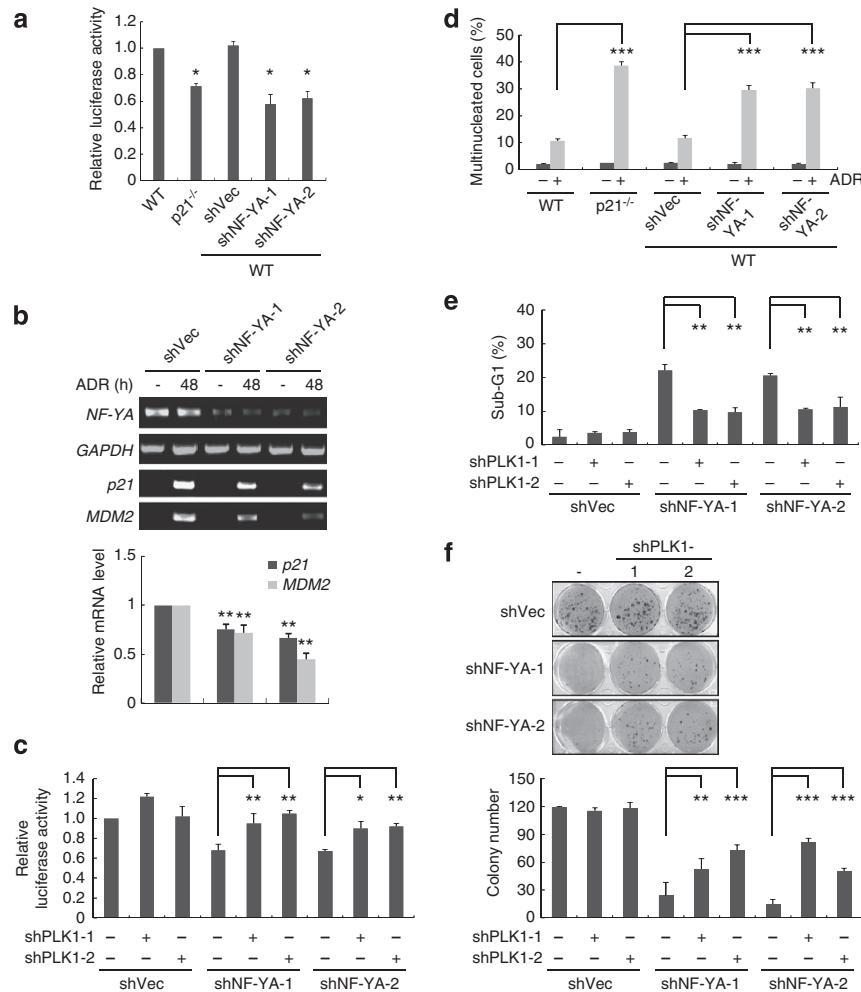 a
Relative luciferase activity
1.2
1.0
0.8
0.6
0.4
0.2
0
* * *
WT p21-/- shVec shNF-YA-1 shNF-YA-2
WT
b
shVec shNF-YA-1 shNF-YA-2
ADR (h) - 48 - 48 - 48
NF-YA
GAPDH
p21
MDM2
Relative mRNA level
1.5
1
0.5
0
p21
MDM2
** ** ** **
c
Relative
luciferase activity
1.4
1.2
1.0
0.8
0.6
0.4
0.2
0
** ** * **
shPLK1-1 – + – – + – – + –
shPLK1-2 – – + – – + – – +
shVec shNF-YA-1 shNF-YA-2
d
Multinucleated cells (%)
50
40
30
20
10
0
*** *** ***
– + – + – + – + – + ADR
WT p21-/- shVec shNF-YA-1 shNF-YA-2
WT
e
Sub-G1 (%)
40
30
20
10
0
** ** ** **
shPLK1-1 – + – – + – – + –
shPLK1-2 – – + – – + – – +
shVec shNF-YA-1 shNF-YA-2
f
shPLK1-
- 1 2
shVec
shNF-YA-1
shNF-YA-2
Colony number
150
120
90
60
30
0
** *** *** ***
shPLK1-1 – + – – + – – + –
shPLK1-2 – – + – – + – – +
shVec shNF-YA-1 shNF-YA-2